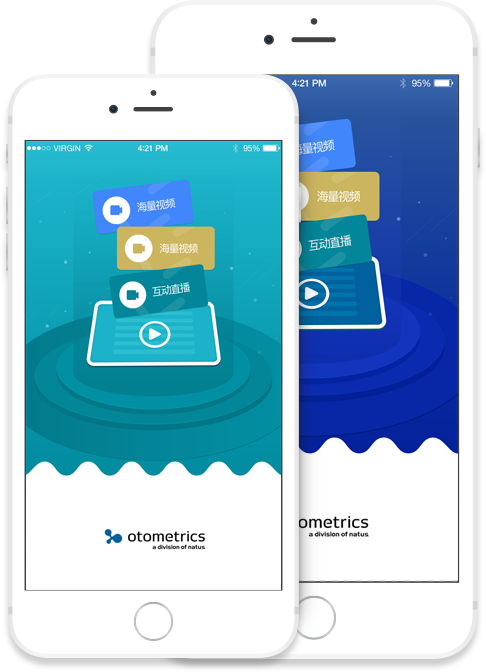 VIRGIN 4:21 PM 95%
海量视频
海量视频
互动直播
otometrics
a division of natus.
4:21 PM 95%
海量视频
海量视频
互动直播
ometrics
a division of natus.